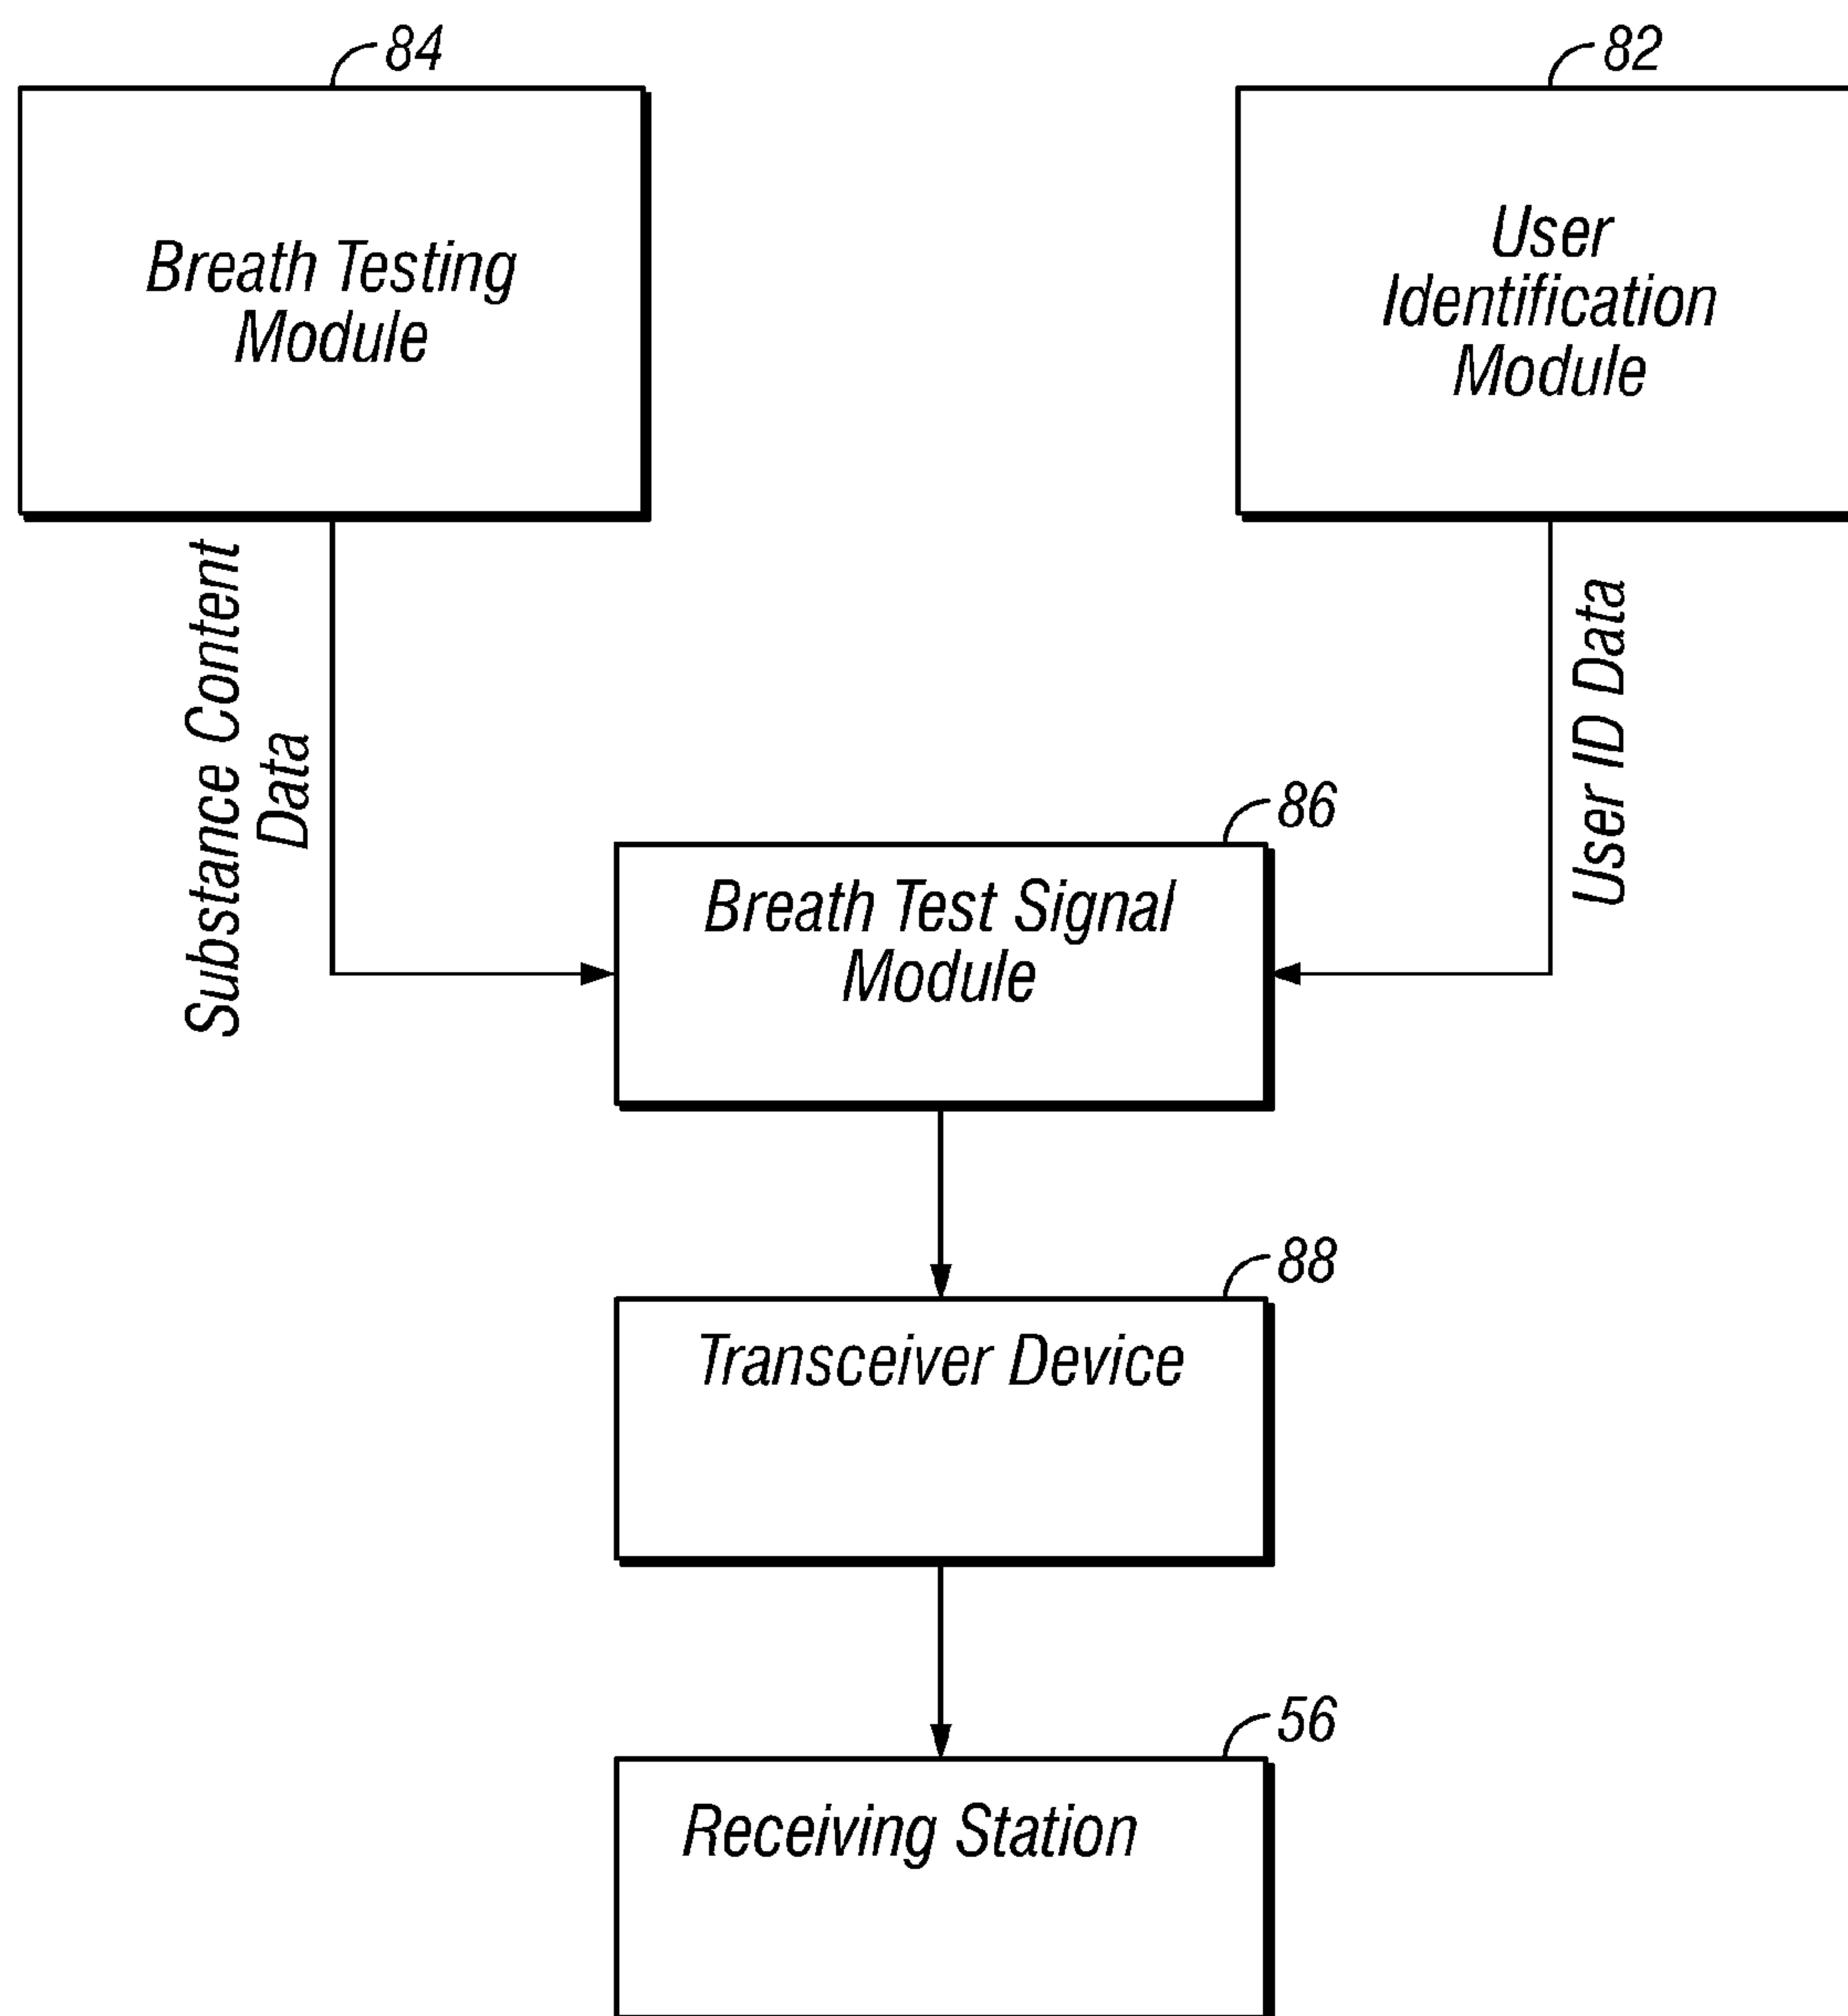 84
Breath Testing
Module
82
User
Identification
Module
Substance Content
Data
User ID Data
86
Breath Test Signal
Module
88
Transceiver Device
56
Receiving Station